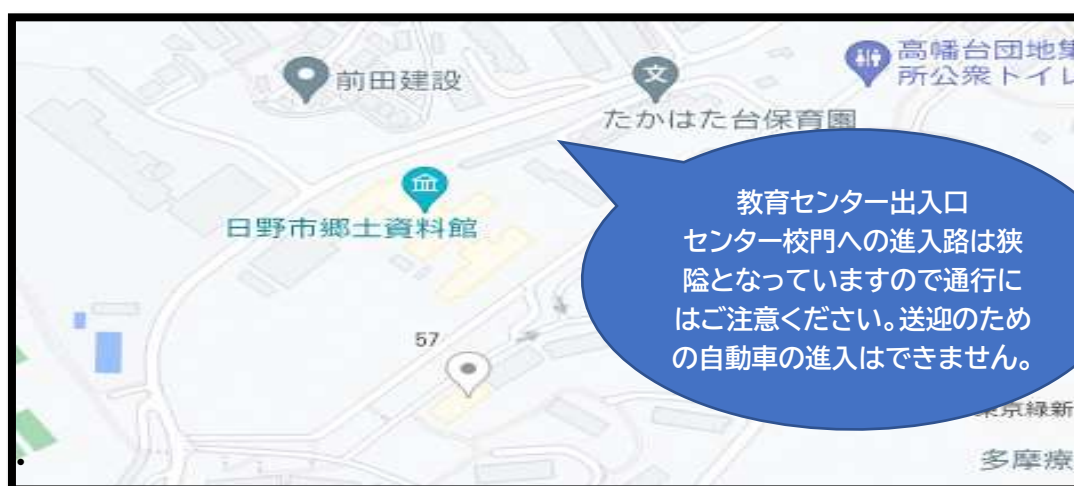 前田建設
高幡台団地集
所公衆トイレ
たかはた台保育園
日野市郷土資料館
教育センター出入口
センター校門への進入路は狭
隘となっていますので通行に
はご注意ください。送迎のため
の自動車の進入はできません。
57
京緑新
多摩療